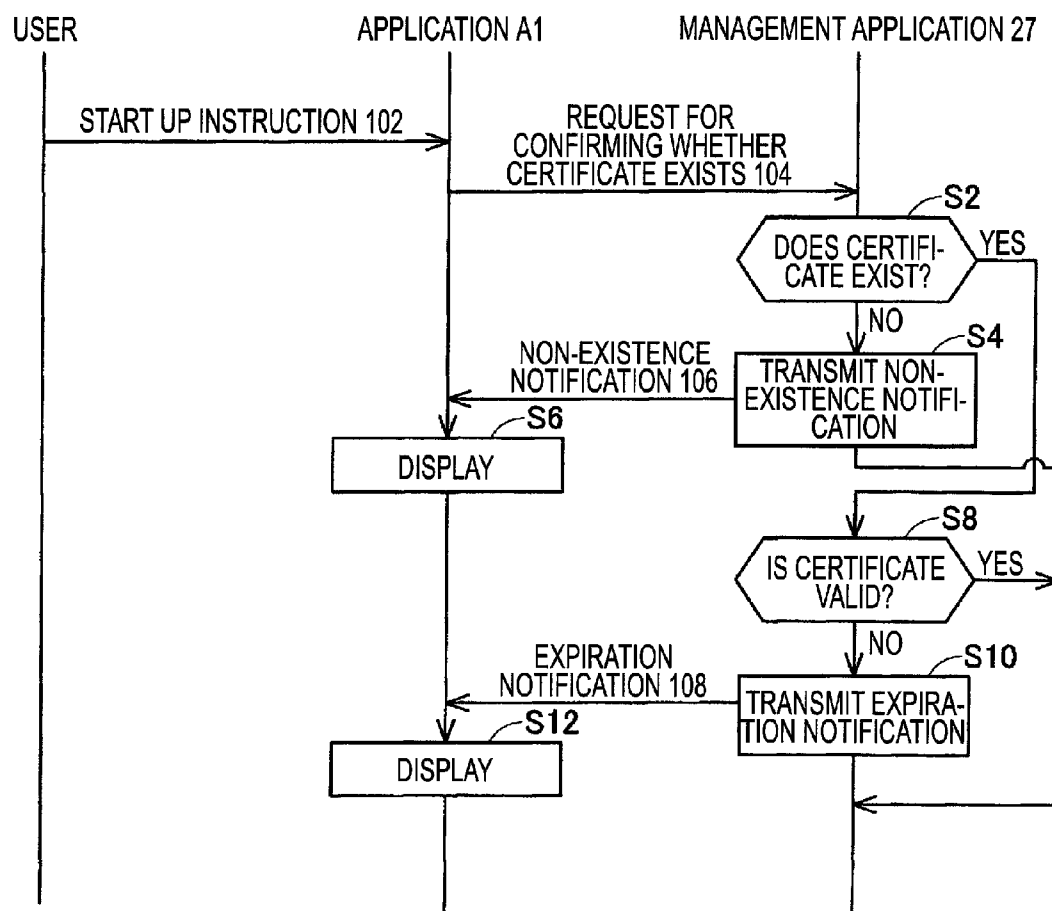 USER
APPLICATION A1
MANAGEMENT APPLICATION 27
START UP INSTRUCTION 102
REQUEST FOR
CONFIRMING WHETHER
CERTIFICATE EXISTS 104
S2
DOES CERTIFI-
CATE EXIST?
YES
NO
S4
NON-EXISTENCE
NOTIFICATION 106
TRANSMIT NON-
EXISTENCE NOTIFI-
CATION
S6
DISPLAY
S8
IS CERTIFICATE
VALID?
YES
NO
S10
EXPIRATION
NOTIFICATION 108
TRANSMIT EXPIRA-
TION NOTIFICATION
S12
DISPLAY